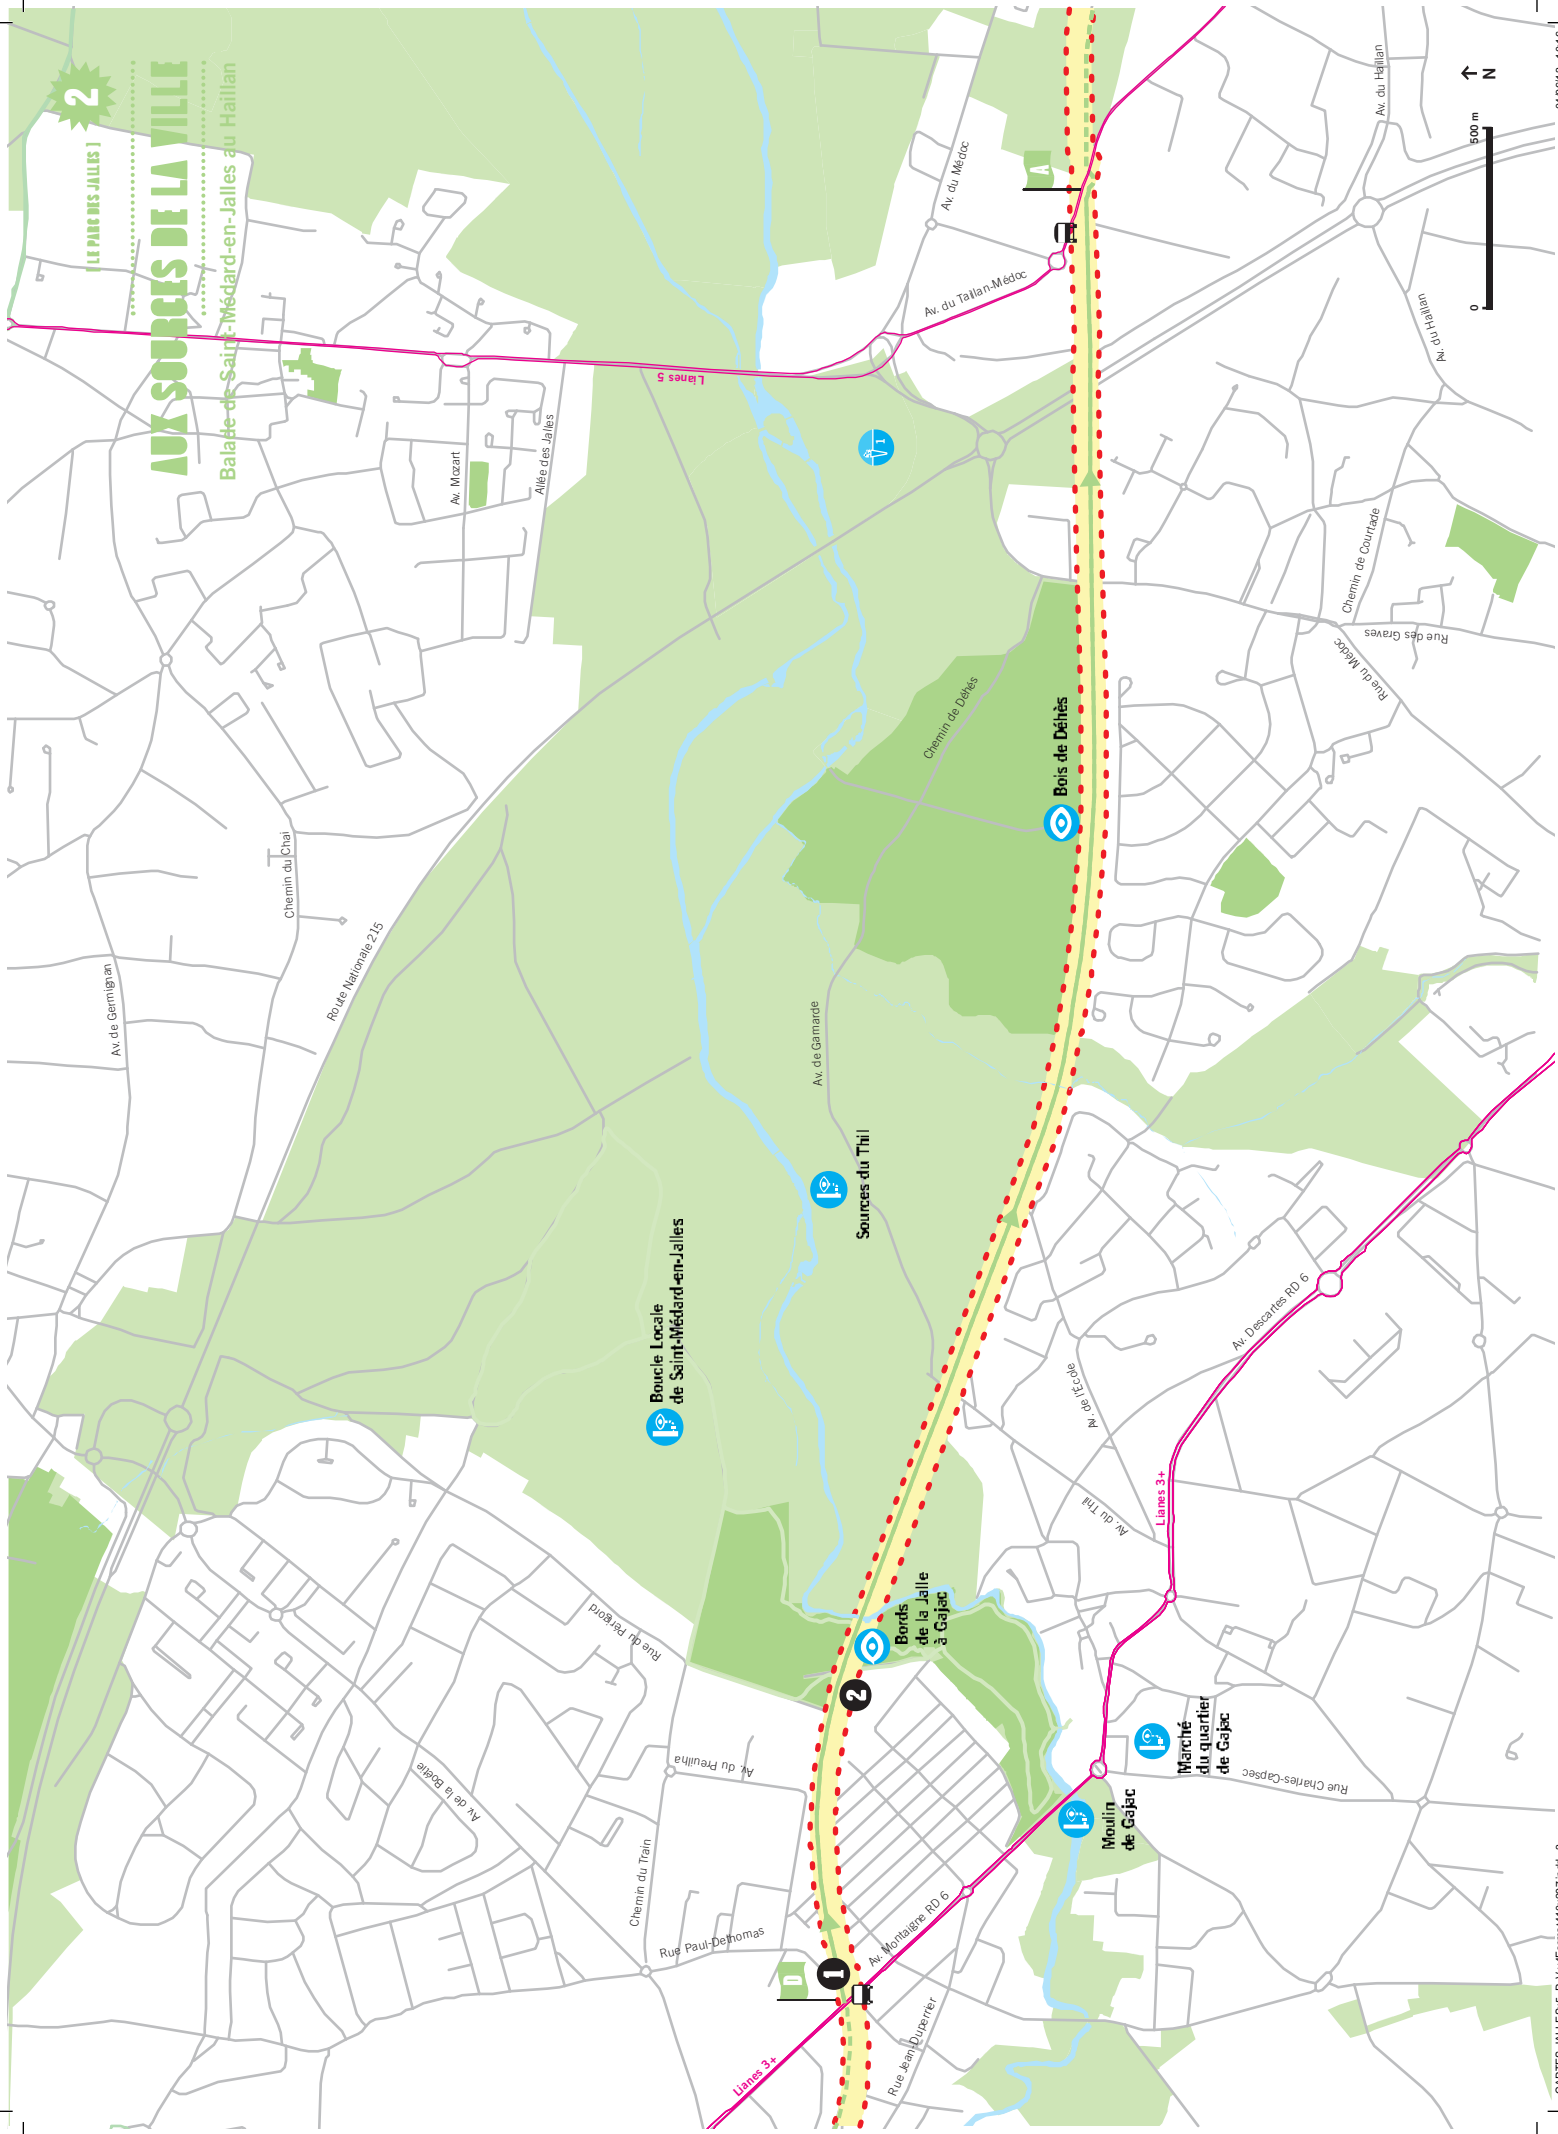 2
[ LE PARC DES JALLES ]
AUX SOURCES DE LA VILLE
Balade de Saint-Médard-en-Jalles au Haillan
Lianes 5
Av. Mozart
Allée des Jalles
Av. du Médoc
Av. du Taillan-Médoc
A
Av. du Haillan
N
500 m
0
Av. du Haillan
1
Chemin de Courtade
Rue des Graves
Rue du Médoc
Chemin de Déhés
Bois de Déhès
Chemin du Chai
Route Nationale 215
Av. de Germignan
Av. de Gamarde
Sources du Thil
Boucle Locale
de Saint-Médard-en-Jalles
Av. Descartes RD 6
Av. de l'École
Av. du Thil
Lianes 3+
Rue du Périgord
Bords
de la Jalle
à Gajac
2
Marché
du quartier
de Gajac
Rue Charles-Capsec
Moulin
de Gajac
Av. du Preuilha
Av. de la Boétie
Chemin du Train
Rue Paul-Dethomas
D
1
Av. Montaigne RD 6
Rue Jean-Duperrier
Lianes 3+